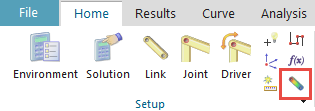 File Home Results Curve Analysis
f(x)
Environment Solution Link Joint Driver
Setup